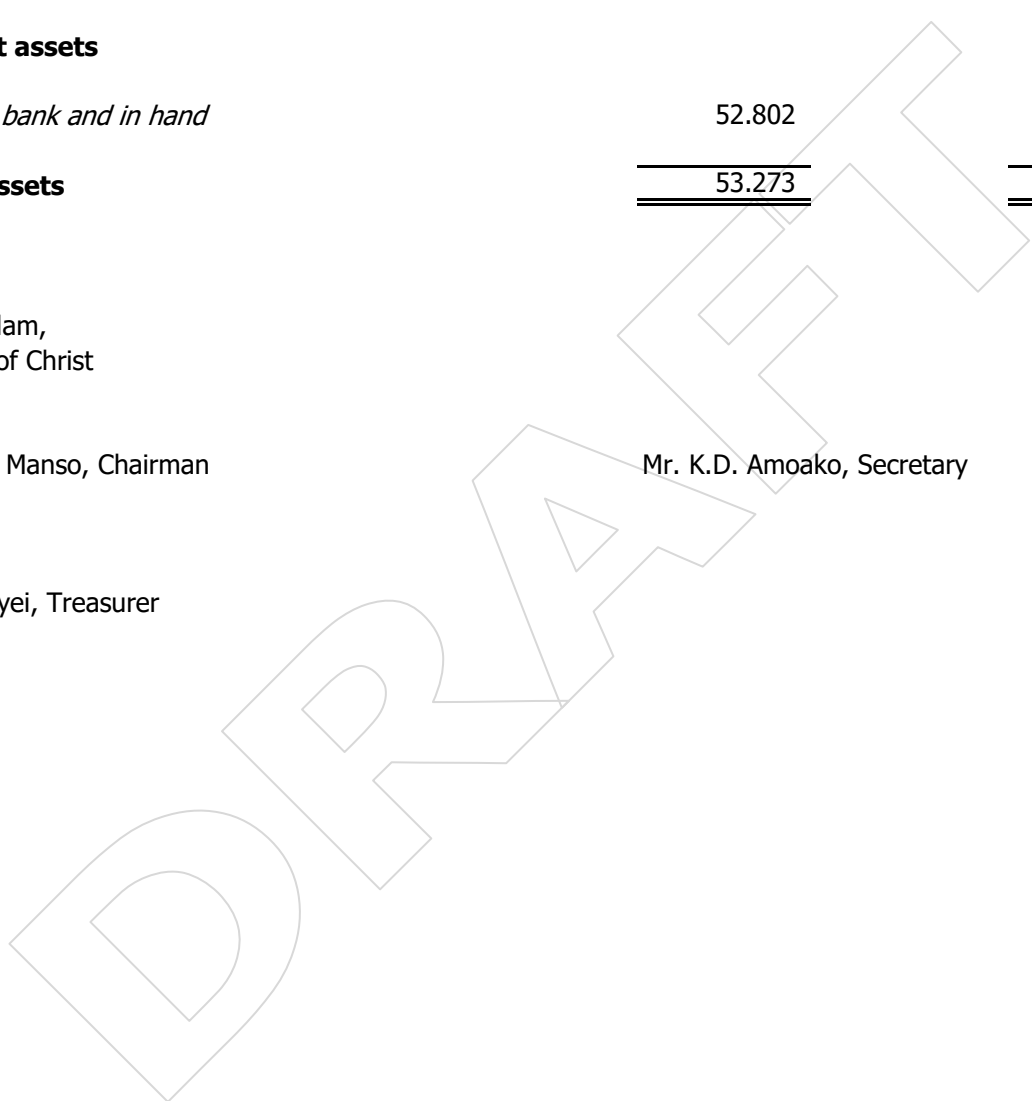 t assets
bank and in hand 52.802
ssets 53.273
dam,
of Christ
Manso, Chairman Mr. K.D. Amoako, Secretary
yei, Treasurer
DRAFT